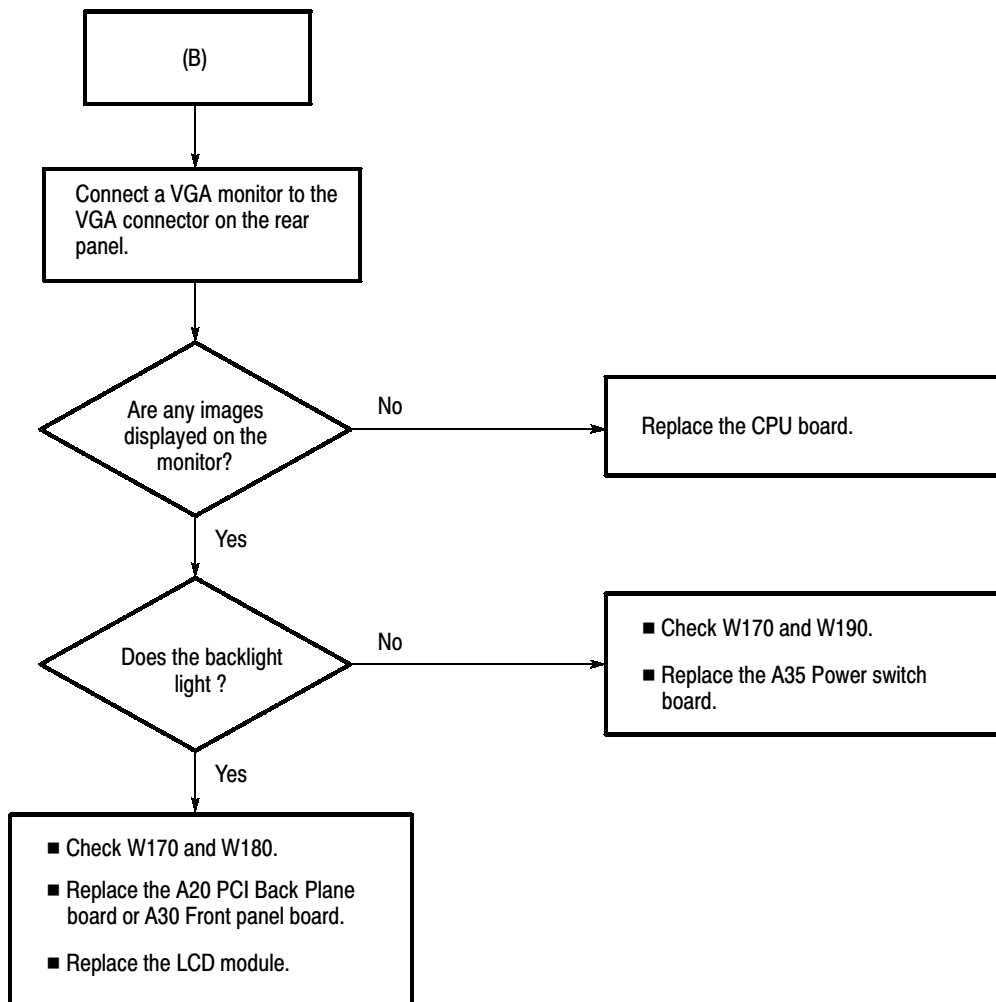 (B)
Connect a VGA monitor to the
VGA connector on the rear
panel.
Are any images
displayed on the
monitor?
No
Replace the CPU board.
Yes
Does the backlight
light ?
No
■ Check W170 and W190.
■ Replace the A35 Power switch
board.
Yes
■ Check W170 and W180.
■ Replace the A20 PCI Back Plane
board or A30 Front panel board.
■ Replace the LCD module.